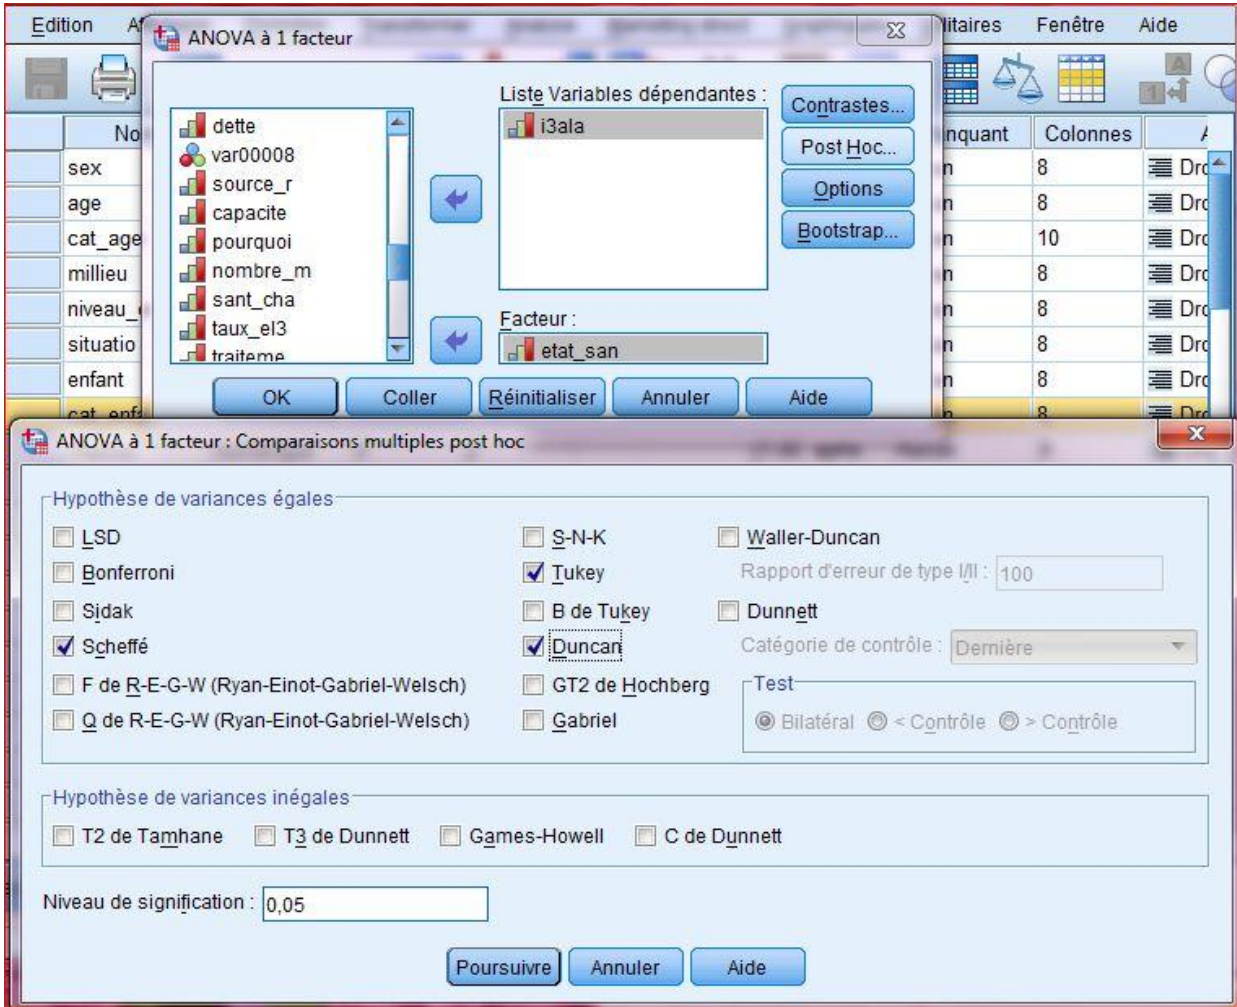 Edition
ANOVA à 1 facteur
Fenêtre
Aide
Liste Variables dépendantes :
dette
var00008
source_r
capacite
pourquoi
nombre_m
sant_cha
taux_el3
traiteme
i3ala
Contrastes...
Post Hoc...
Options
Bootstrap...
Facteur :
etat_san
OK
Coller
Réinitialiser
Annuler
Aide
Colonnes
sex
8
age
8
cat_age
10
millieu
8
niveau_
8
situatio
8
enfant
8
cat_enfa
8
ANOVA à 1 facteur : Comparaisons multiples post hoc
Hypothèse de variances égales
LSD
S-N-K
Waller-Duncan
Bonferroni
Tukey
Rapport d'erreur de type I/II : 100
Sidak
B de Tukey
Dunnett
Scheffé
Duncan
Catégorie de contrôle : Dernière
F de R-E-G-W (Ryan-Einot-Gabriel-Welsch)
GT2 de Hochberg
Test
Q de R-E-G-W (Ryan-Einot-Gabriel-Welsch)
Gabriel
Bilatéral < Contrôle > Contrôle
Hypothèse de variances inégales
T2 de Tamhane
T3 de Dunnett
Games-Howell
C de Dunnett
Niveau de signification : 0,05
Poursuivre
Annuler
Aide